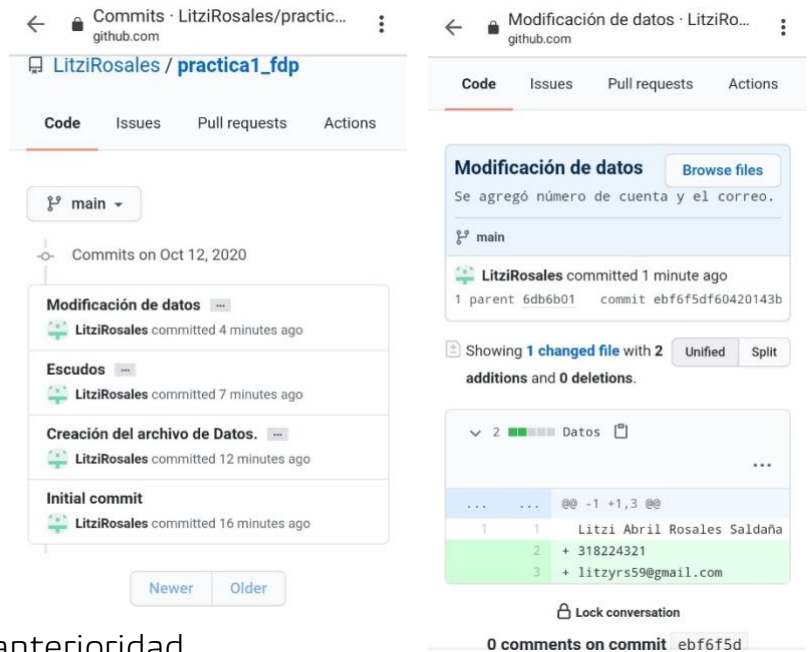 Commits · LitziRosales/practic...
github.com
LitziRosales / practica1_fdp
Code Issues Pull requests Actions
main
Commits on Oct 12, 2020
Modificación de datos ...
LitziRosales committed 4 minutes ago
Escudos ...
LitziRosales committed 7 minutes ago
Creación del archivo de Datos. ...
LitziRosales committed 12 minutes ago
Initial commit
LitziRosales committed 16 minutes ago
Newer Older
Modificación de datos · LitziRo...
github.com
Code Issues Pull requests Actions
Modificación de datos Browse files
Se agregó número de cuenta y el correo.
main
LitziRosales committed 1 minute ago
1 parent 6db6b01 commit ebf6f5df60420143b
Showing 1 changed file with 2 Unified Split
additions and 0 deletions.
2 Datos
...
... ... @@ -1 +1,3 @@
1 1 Litzi Abril Rosales Saldaña
2 + 318224321
3 + litzyrs59@gmail.com
Lock conversation
0 comments on commit ebf6f5d
anterioridad